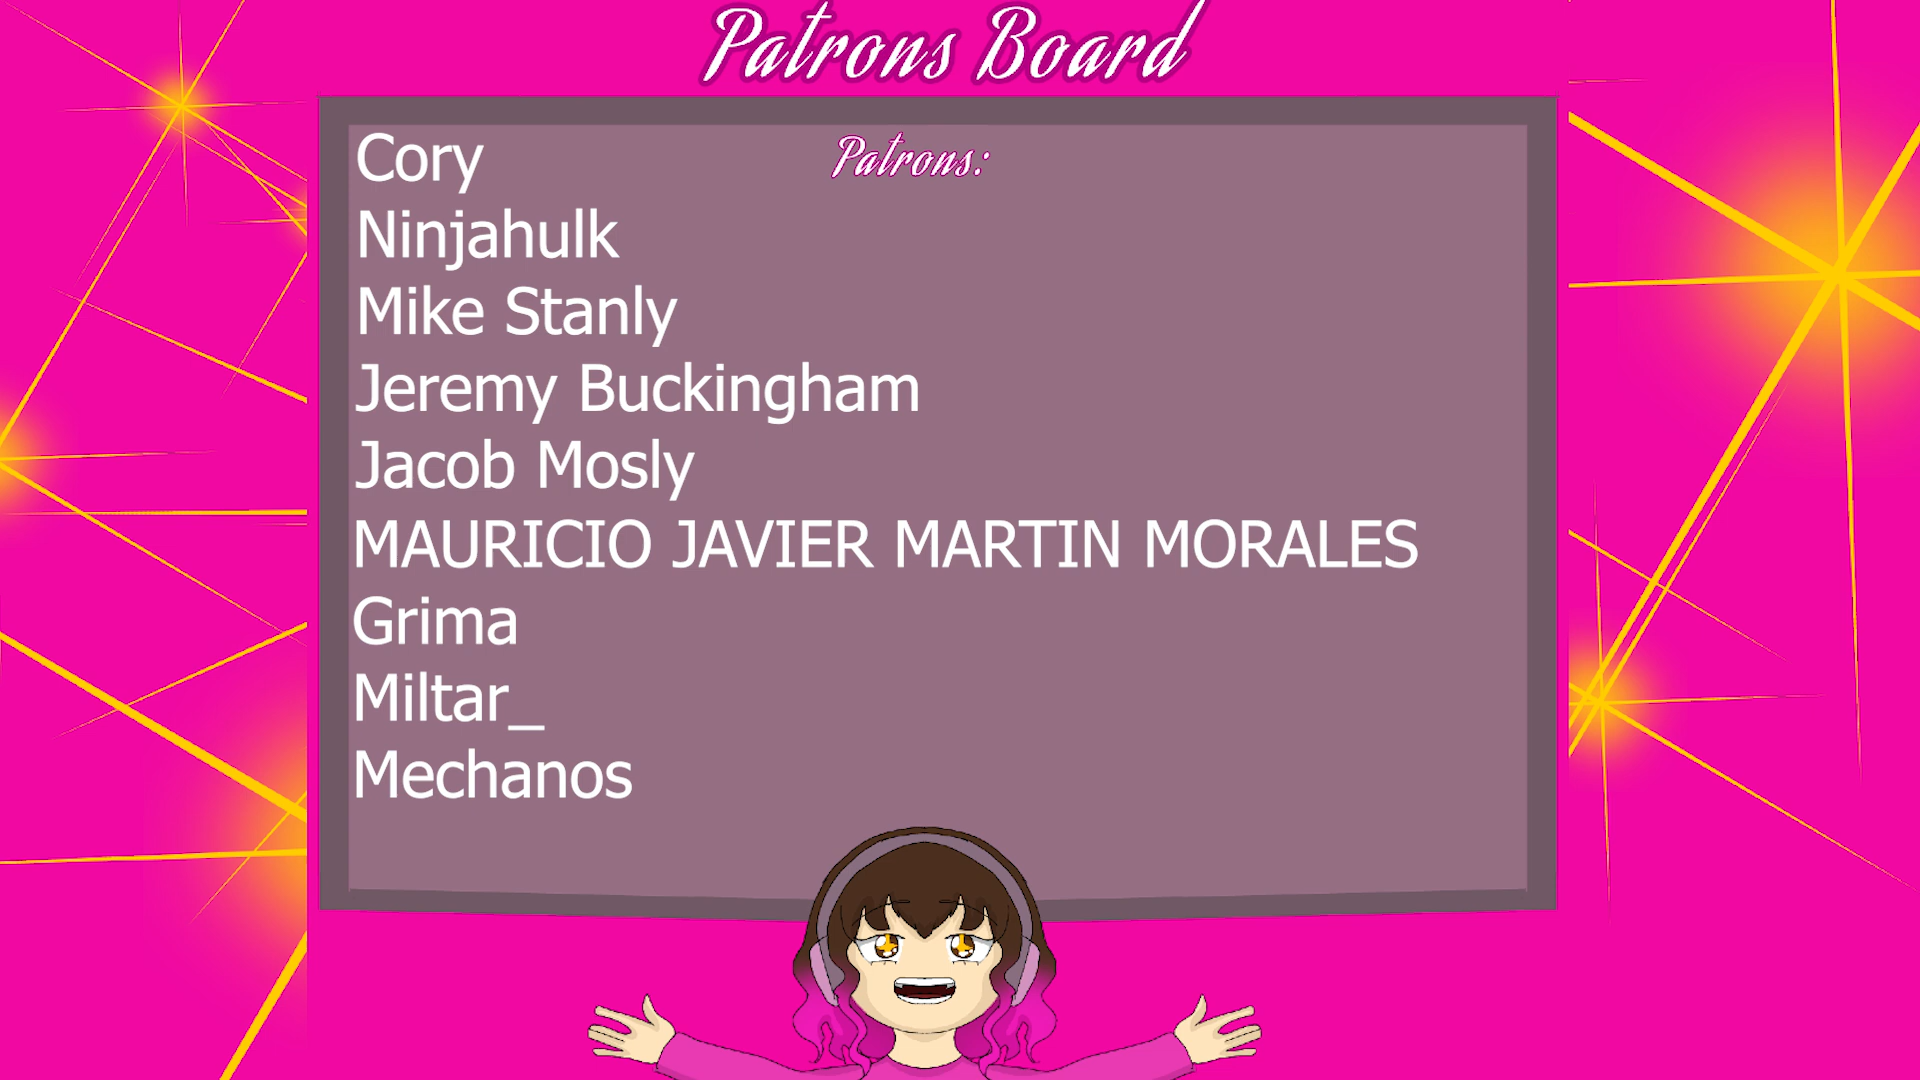 Patrons Board
Patrons:
Cory
Ninjahulk
Mike Stanly
Jeremy Buckingham
Jacob Mosly
MAURICIO JAVIER MARTIN MORALES
Grima
Miltar_
Mechanos